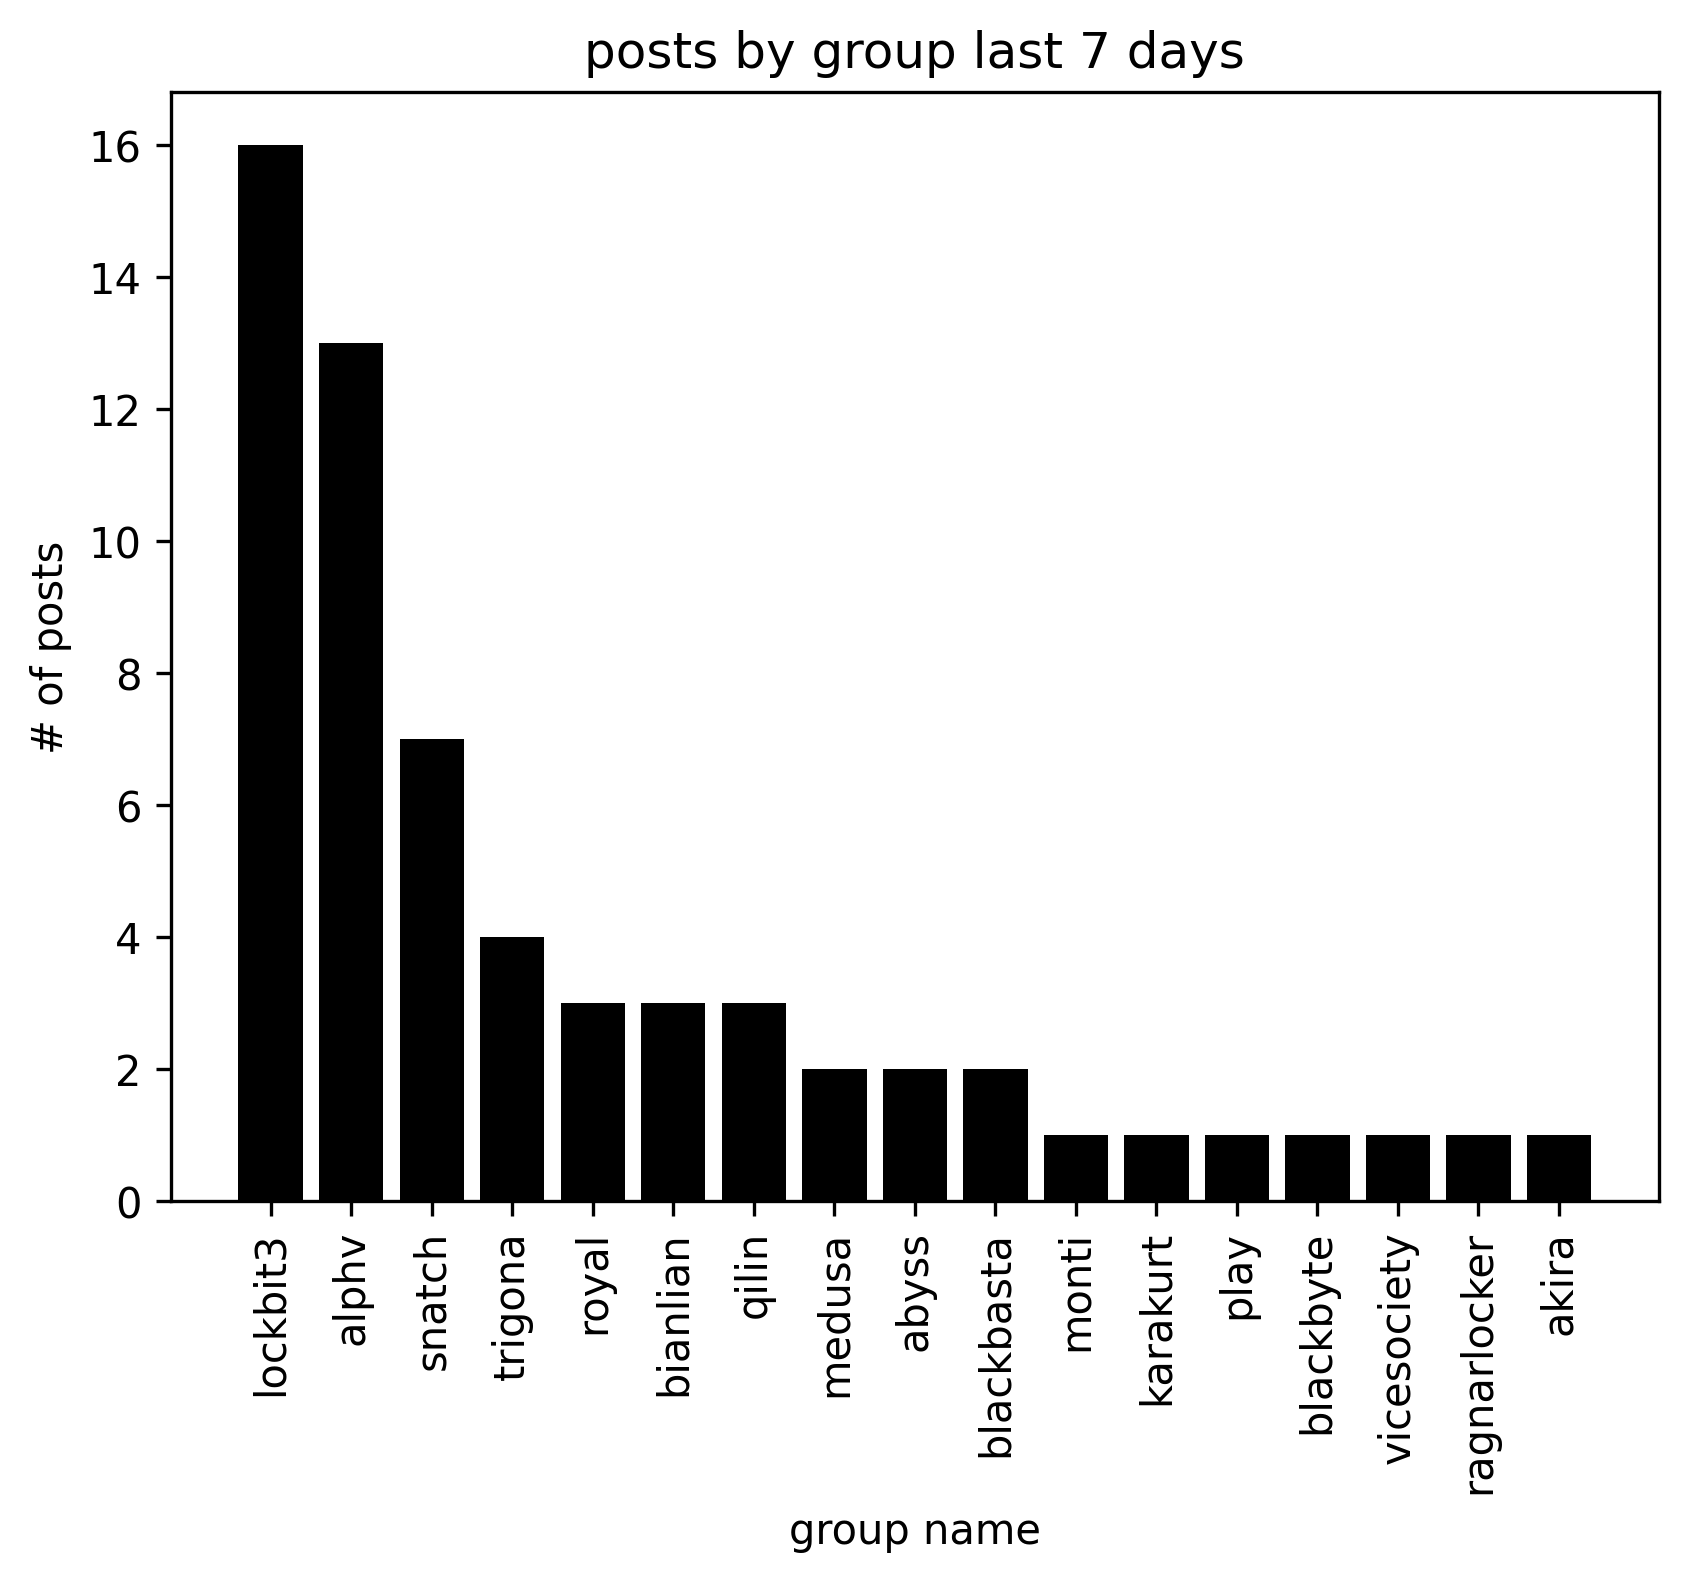 posts by group last 7 days
16
14
12
10
8
6
4
2
0
# of posts
lockbit3
alphv
snatch
trigona
royal
bianlian
qilin
medusa
abyss
blackbasta
monti
karakurt
play
blackbyte
vicesociety
ragnarlocker
akira
group name